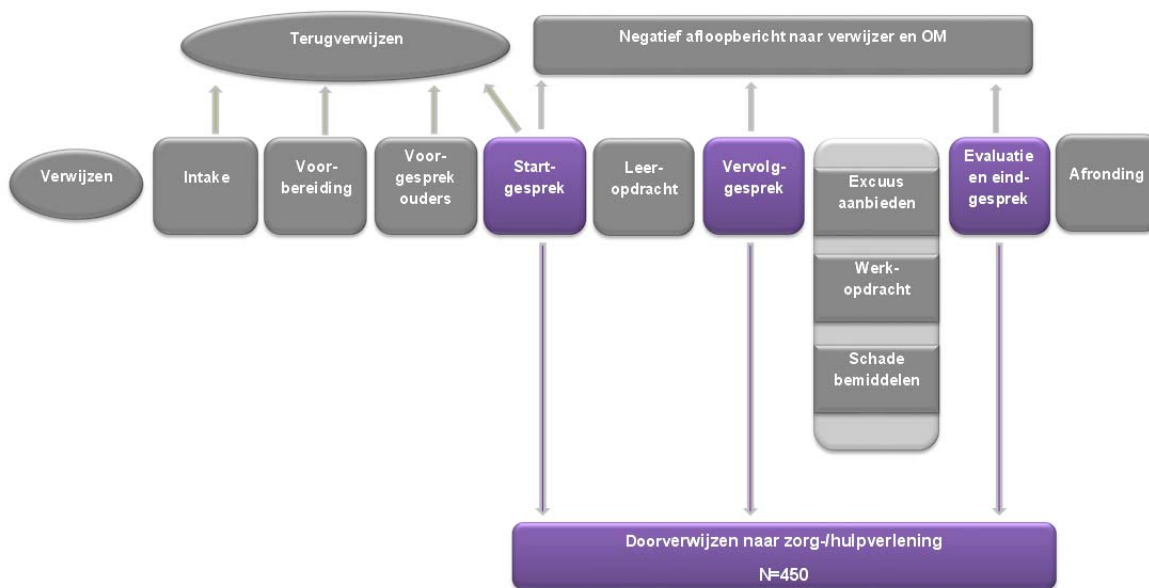 Terugverwijzen
Negatief afloopbericht naar verwijzer en OM
Verwijzen
Intake
Voor-
bereiding
Voor-
gesprek
ouders
Start-
gesprek
Leer-
opdracht
Vervolg-
gesprek
Excuus
aanbieden
Werk-
opdracht
Schade
bemiddelen
Evaluatie
en eind-
gesprek
Afronding
Doorverwijzen naar zorg-/hulpverlening
N=450